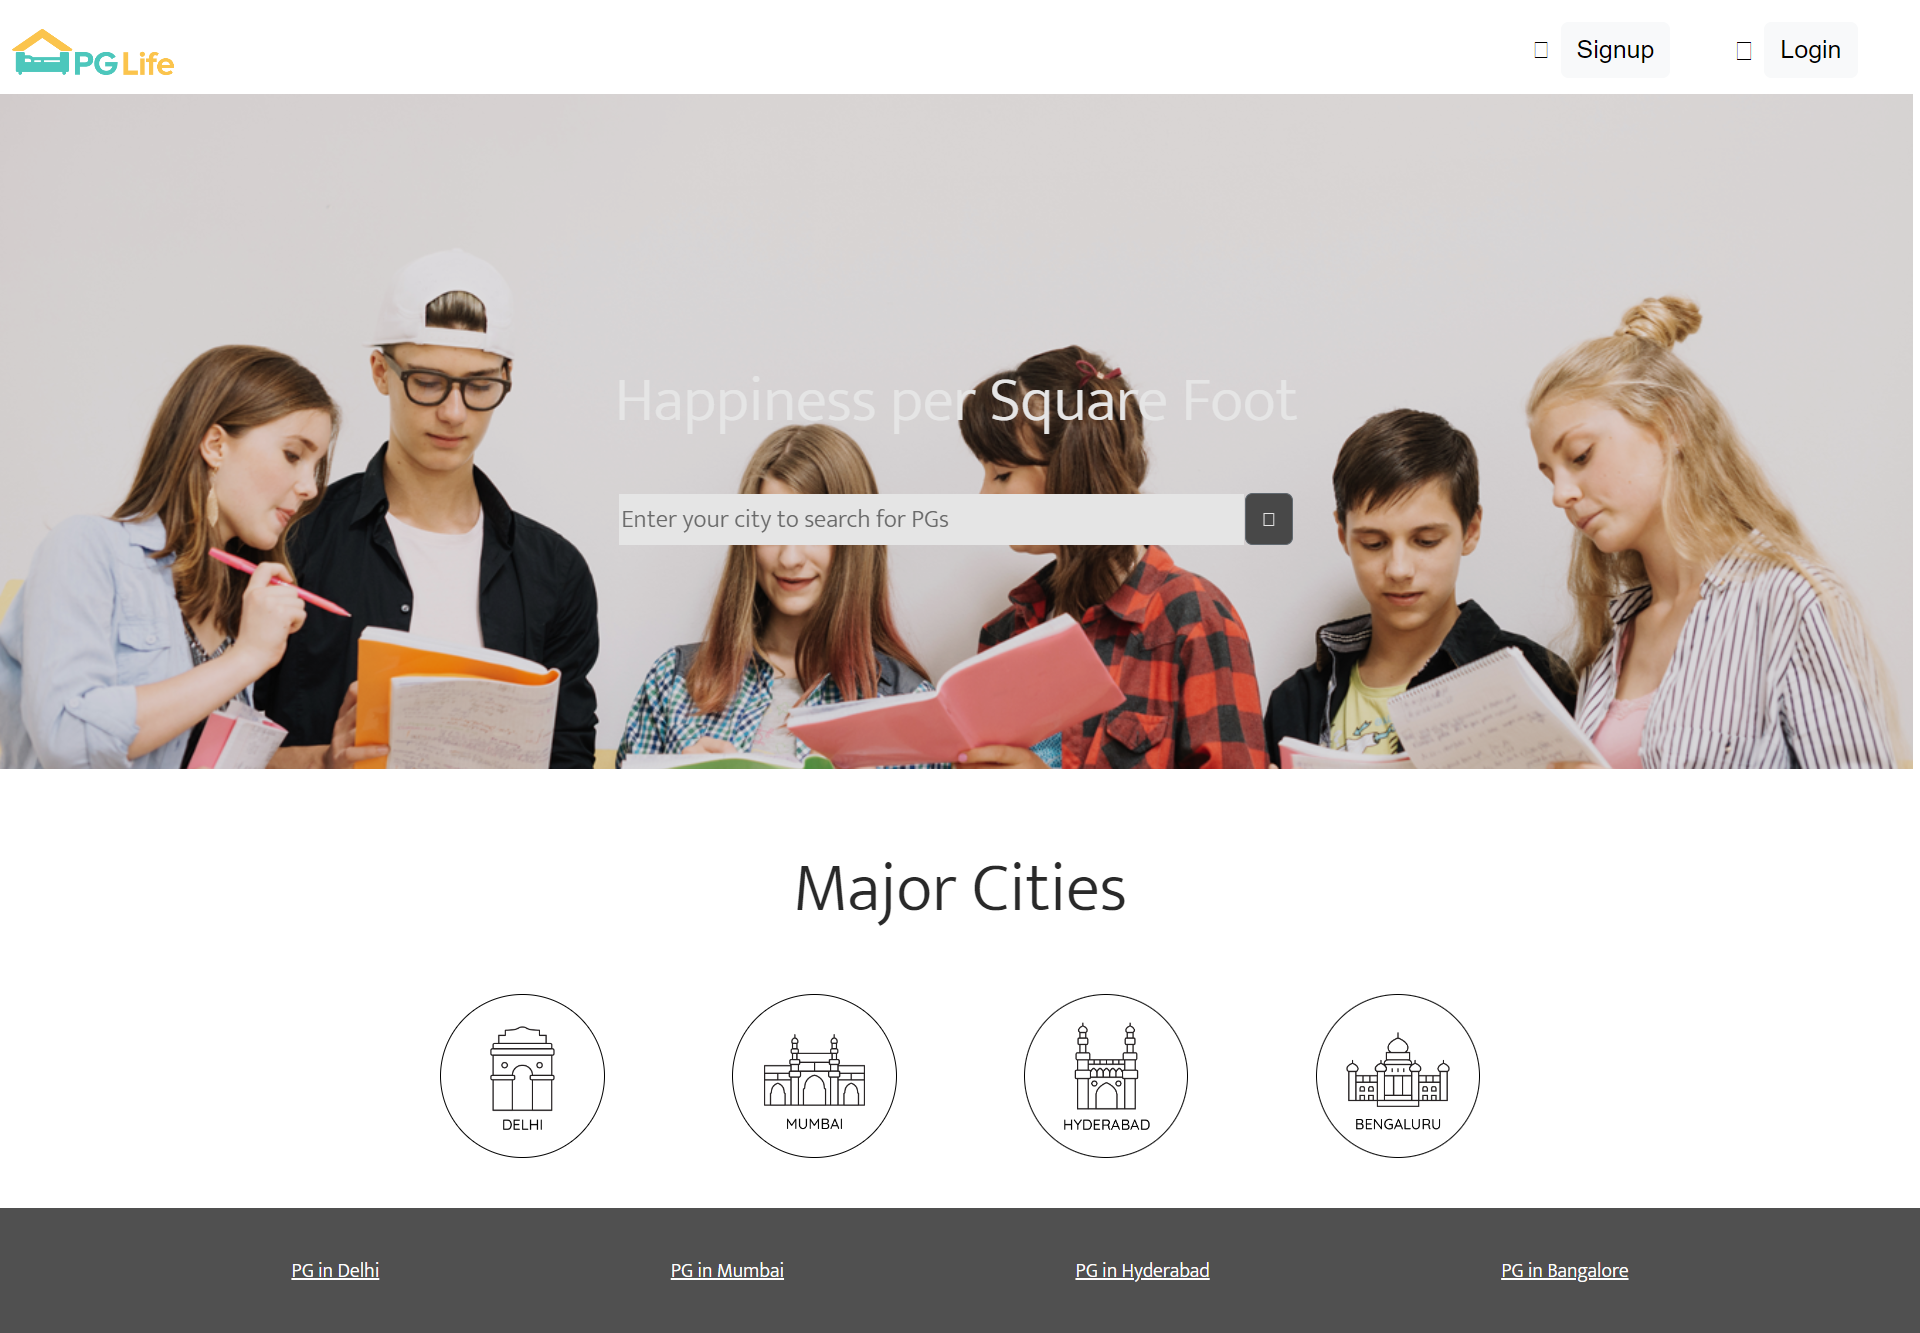 PG Life
Signup
Login
Happiness per Square Foot
Enter your city to search for PGs
Major Cities
DELHI
MUMBAI
HYDERABAD
BENGALURU
PG in Delhi
PG in Mumbai
PG in Hyderabad
PG in Bangalore